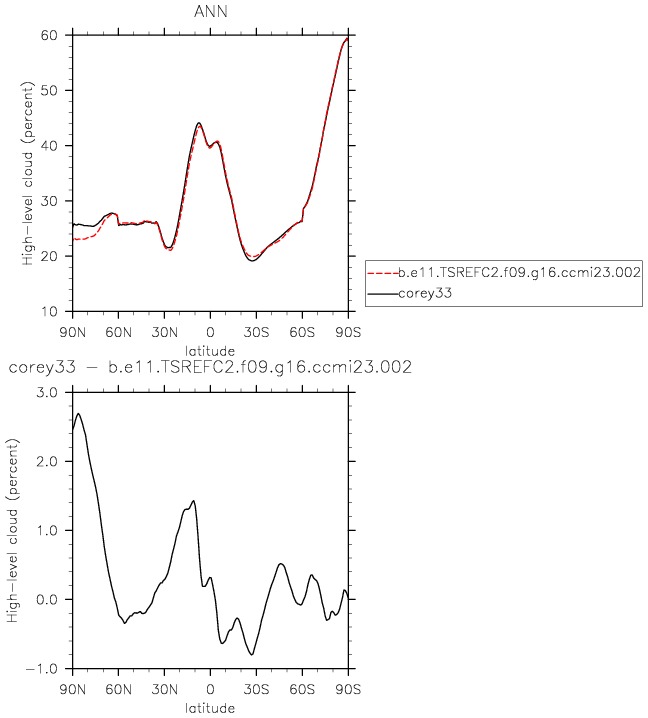 ANN
60
50
40
30
20
10
High-level cloud (percent)
90N 60N 30N 0 30S 60S 90S
latitude
b.e11.TSREFC2.f09.g16.ccmi23.002
corey33
corey33 - b.e11.TSREFC2.f09.g16.ccmi23.002
3.0
2.0
1.0
0.0
-1.0
High-level cloud (percent)
90N 60N 30N 0 30S 60S 90S
latitude